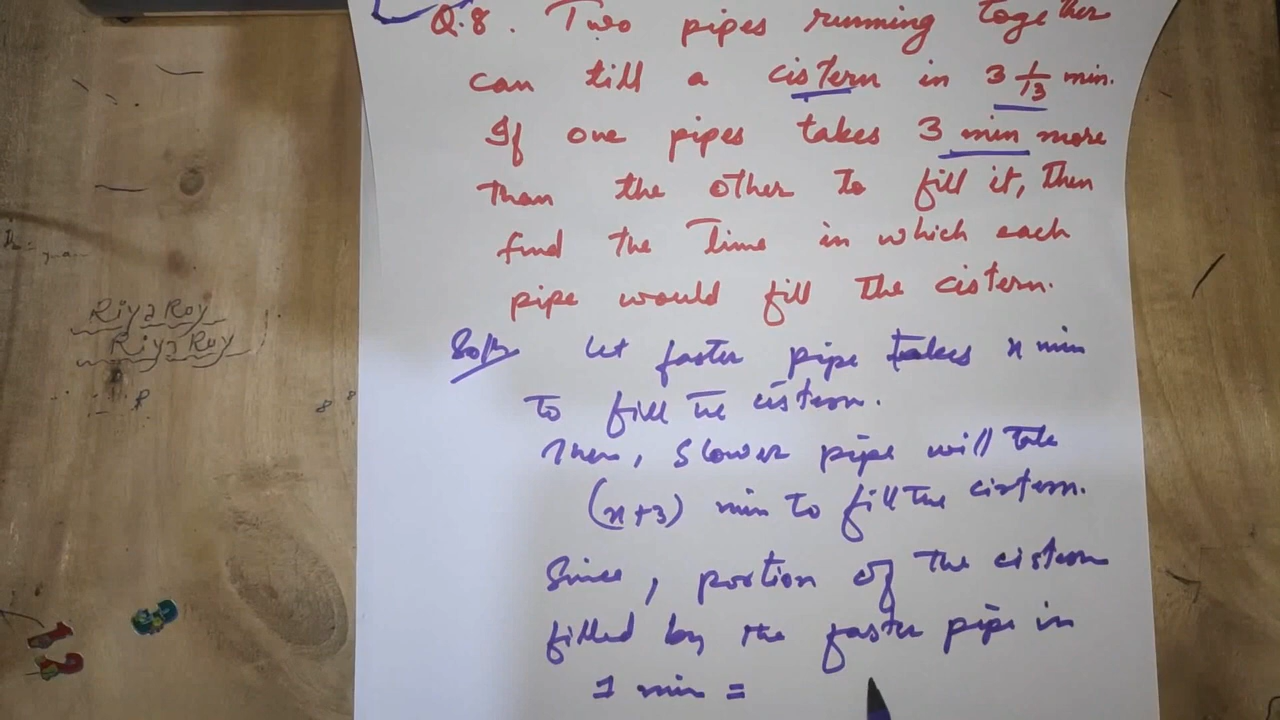 Q.8. Two pipes running together
can till a cistern in 3 1/3 min.
If one pipes takes 3 min more
than the other to fill it, then
find the time in which each
pipe would fill the cistern.
Soln
Let faster pipe takes x min
to fill the cistern.
Then, slower pipe will take
(x+3) min to fill the cistern.
Since, portion of the cistern
filled by the faster pipe in
1 min =
Riya Roy
Riya Roy